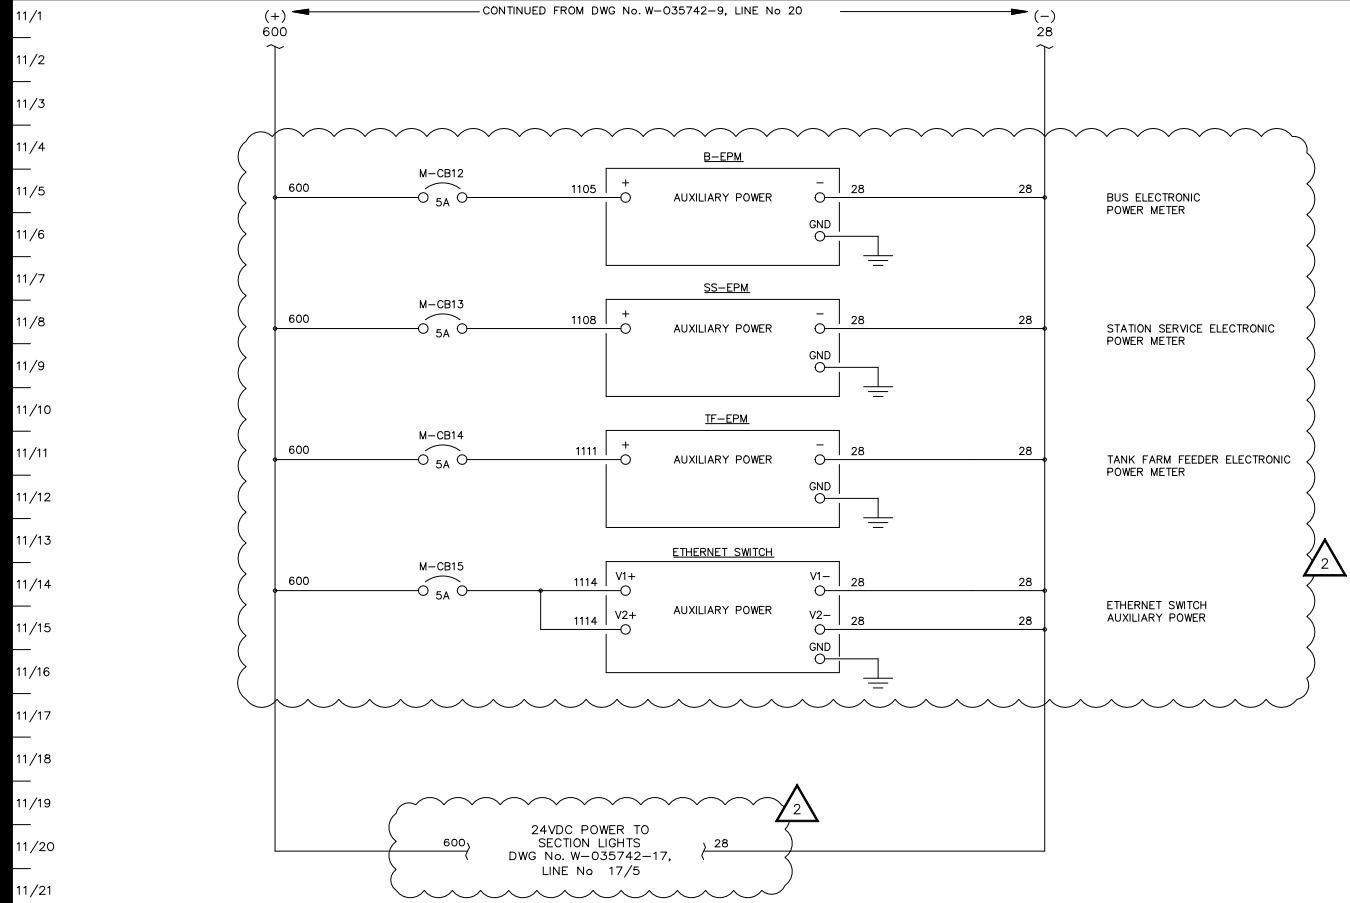 11/1
(+)
CONTINUED FROM DWG No. W-035742-9, LINE No 20
(-)
600
28
11/2
11/3
11/4
B-EPM
M-CB12
11/5
600
5A
1105
+
AUXILIARY POWER
-
28
28
BUS ELECTRONIC
POWER METER
GND
11/6
11/7
SS-EPM
M-CB13
11/8
600
5A
1108
+
AUXILIARY POWER
-
28
28
STATION SERVICE ELECTRONIC
POWER METER
GND
11/9
11/10
TF-EPM
M-CB14
11/11
600
5A
1111
+
AUXILIARY POWER
-
28
28
TANK FARM FEEDER ELECTRONIC
POWER METER
GND
11/12
11/13
ETHERNET SWITCH
2
M-CB15
11/14
600
5A
1114
V1+
V1-
28
28
AUXILIARY POWER
ETHERNET SWITCH
AUXILIARY POWER
11/15
1114
V2+
V2-
28
28
GND
11/16
11/17
11/18
11/19
2
24VDC POWER TO
SECTION LIGHTS
DWG No. W-035742-17,
LINE No 17/5
11/20
600
28
11/21